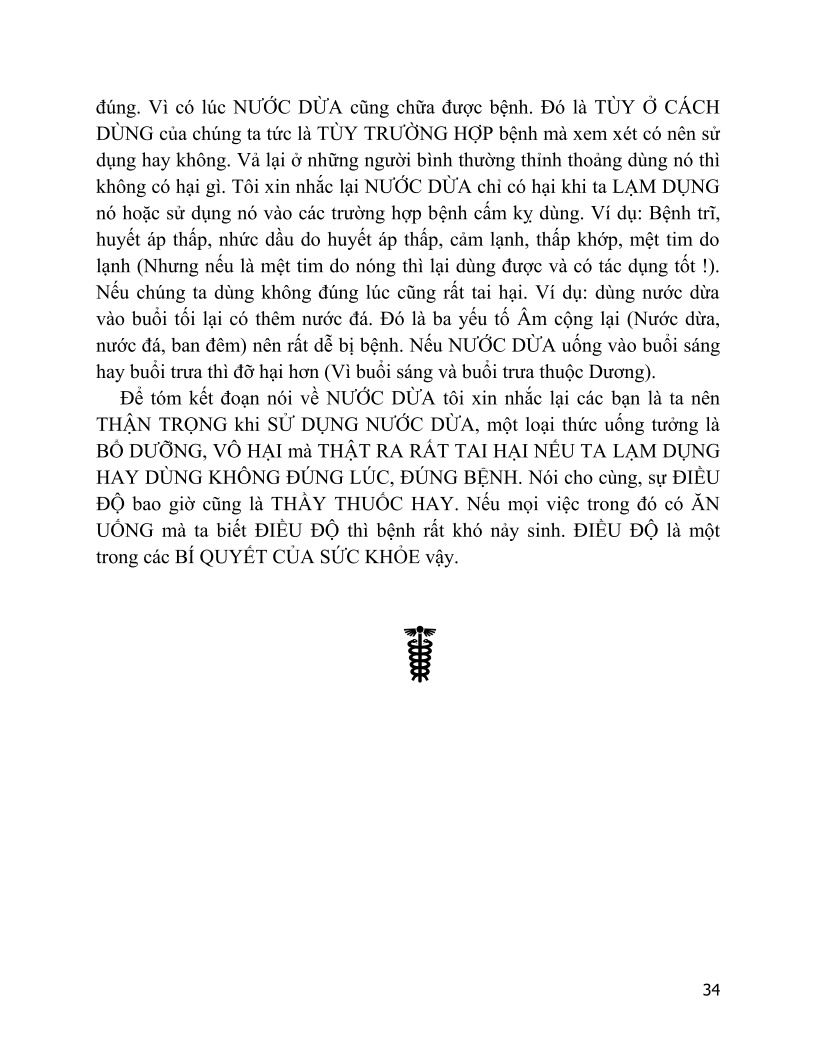 đúng. Vì có lúc NƯỚC DỪA cũng chữa được bệnh. Đó là TÙY Ở CÁCH
DÙNG của chúng ta tức là TÙY TRƯỜNG HỢP bệnh mà xem xét có nên sử
dụng hay không. Vả lại ở những người bình thường thỉnh thoảng dùng nó thì
không có hại gì. Tôi xin nhắc lại NƯỚC DỪA chỉ có hại khi ta LẠM DỤNG
nó hoặc sử dụng nó vào các trường hợp bệnh cấm kỵ dùng. Ví dụ: Bệnh trĩ,
huyết áp thấp, nhức dầu do huyết áp thấp, cảm lạnh, thấp khớp, mệt tim do
lạnh (Nhưng nếu là mệt tim do nóng thì lại dùng được và có tác dụng tốt !).
Nếu chúng ta dùng không đúng lúc cũng rất tai hại. Ví dụ: dùng nước dừa
vào buổi tối lại có thêm nước đá. Đó là ba yếu tố Âm cộng lại (Nước dừa,
nước đá, ban đêm) nên rất dễ bị bệnh. Nếu NƯỚC DỪA uống vào buổi sáng
hay buổi trưa thì đỡ hại hơn (Vì buổi sáng và buổi trưa thuộc Dương).
Để tóm kết đoạn nói về NƯỚC DỪA tôi xin nhắc lại các bạn là ta nên
THẬN TRỌNG khi SỬ DỤNG NƯỚC DỪA, một loại thức uống tưởng là
BỔ DƯỠNG, VÔ HẠI mà THẬT RA RẤT TAI HẠI NẾU TA LẠM DỤNG
HAY DÙNG KHÔNG ĐÚNG LÚC, ĐÚNG BỆNH. Nói cho cùng, sự ĐIỀU
ĐỘ bao giờ cũng là THẦY THUỐC HAY. Nếu mọi việc trong đó có ĂN
UỐNG mà ta biết ĐIỀU ĐỘ thì bệnh rất khó nảy sinh. ĐIỀU ĐỘ là một
trong các BÍ QUYẾT CỦA SỨC KHỎE vậy.
34